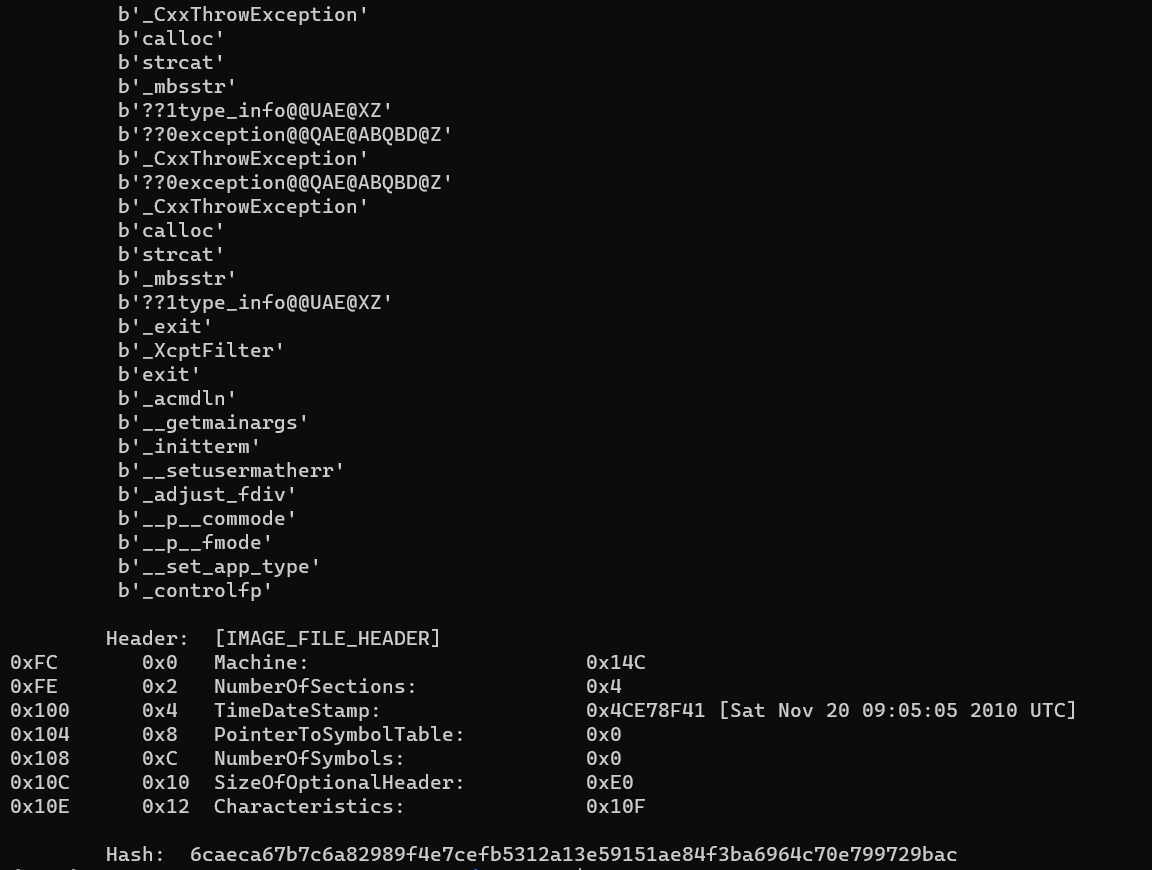 b'_CxxThrowException'
b'calloc'
b'strcat'
b'_mbsstr'
b'??1type_info@@UAE@XZ'
b'??0exception@@QAE@ABQBD@Z'
b'_CxxThrowException'
b'??0exception@@QAE@ABQBD@Z'
b'_CxxThrowException'
b'calloc'
b'strcat'
b'_mbsstr'
b'??1type_info@@UAE@XZ'
b'_exit'
b'_XcptFilter'
b'exit'
b'_acmdln'
b'__getmainargs'
b'_initterm'
b'__setusermatherr'
b'_adjust_fdiv'
b'__p__commode'
b'__p__fmode'
b'__set_app_type'
b'_controlfp'
Header: [IMAGE_FILE_HEADER]
0xFC 0x0 Machine: 0x14C
0xFE 0x2 NumberOfSections: 0x4
0x100 0x4 TimeDateStamp: 0x4CE78F41 [Sat Nov 20 09:05:05 2010 UTC]
0x104 0x8 PointerToSymbolTable: 0x0
0x108 0xC NumberOfSymbols: 0x0
0x10C 0x10 SizeOfOptionalHeader: 0xE0
0x10E 0x12 Characteristics: 0x10F
Hash: 6caeca67b7c6a82989f4e7cefb5312a13e59151ae84f3ba6964c70e799729bac